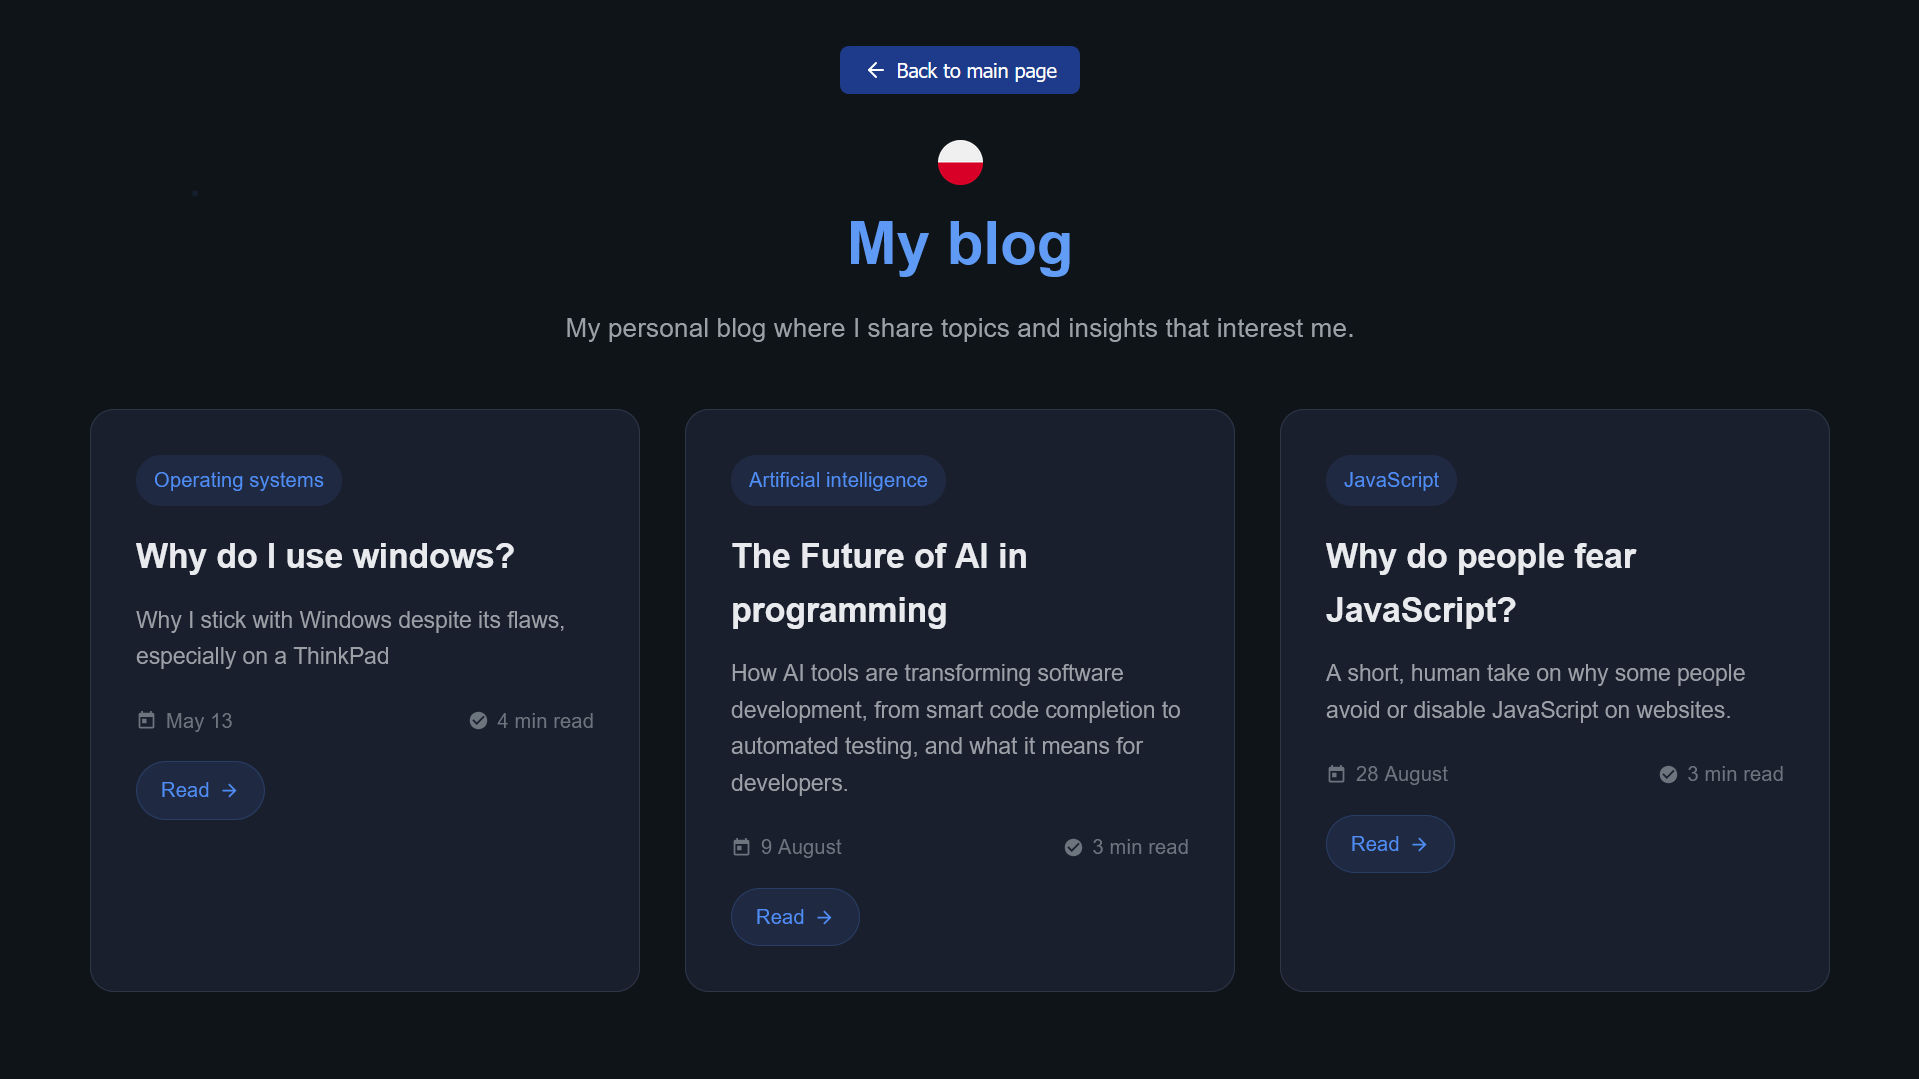 Back to main page
My blog
My personal blog where I share topics and insights that interest me.
Operating systems
Why do I use windows?
Why I stick with Windows despite its flaws,
especially on a ThinkPad
May 13
4 min read
Read
Artificial intelligence
The Future of AI in
programming
How AI tools are transforming software
development, from smart code completion to
automated testing, and what it means for
developers.
9 August
3 min read
Read
JavaScript
Why do people fear
JavaScript?
A short, human take on why some people
avoid or disable JavaScript on websites.
28 August
3 min read
Read